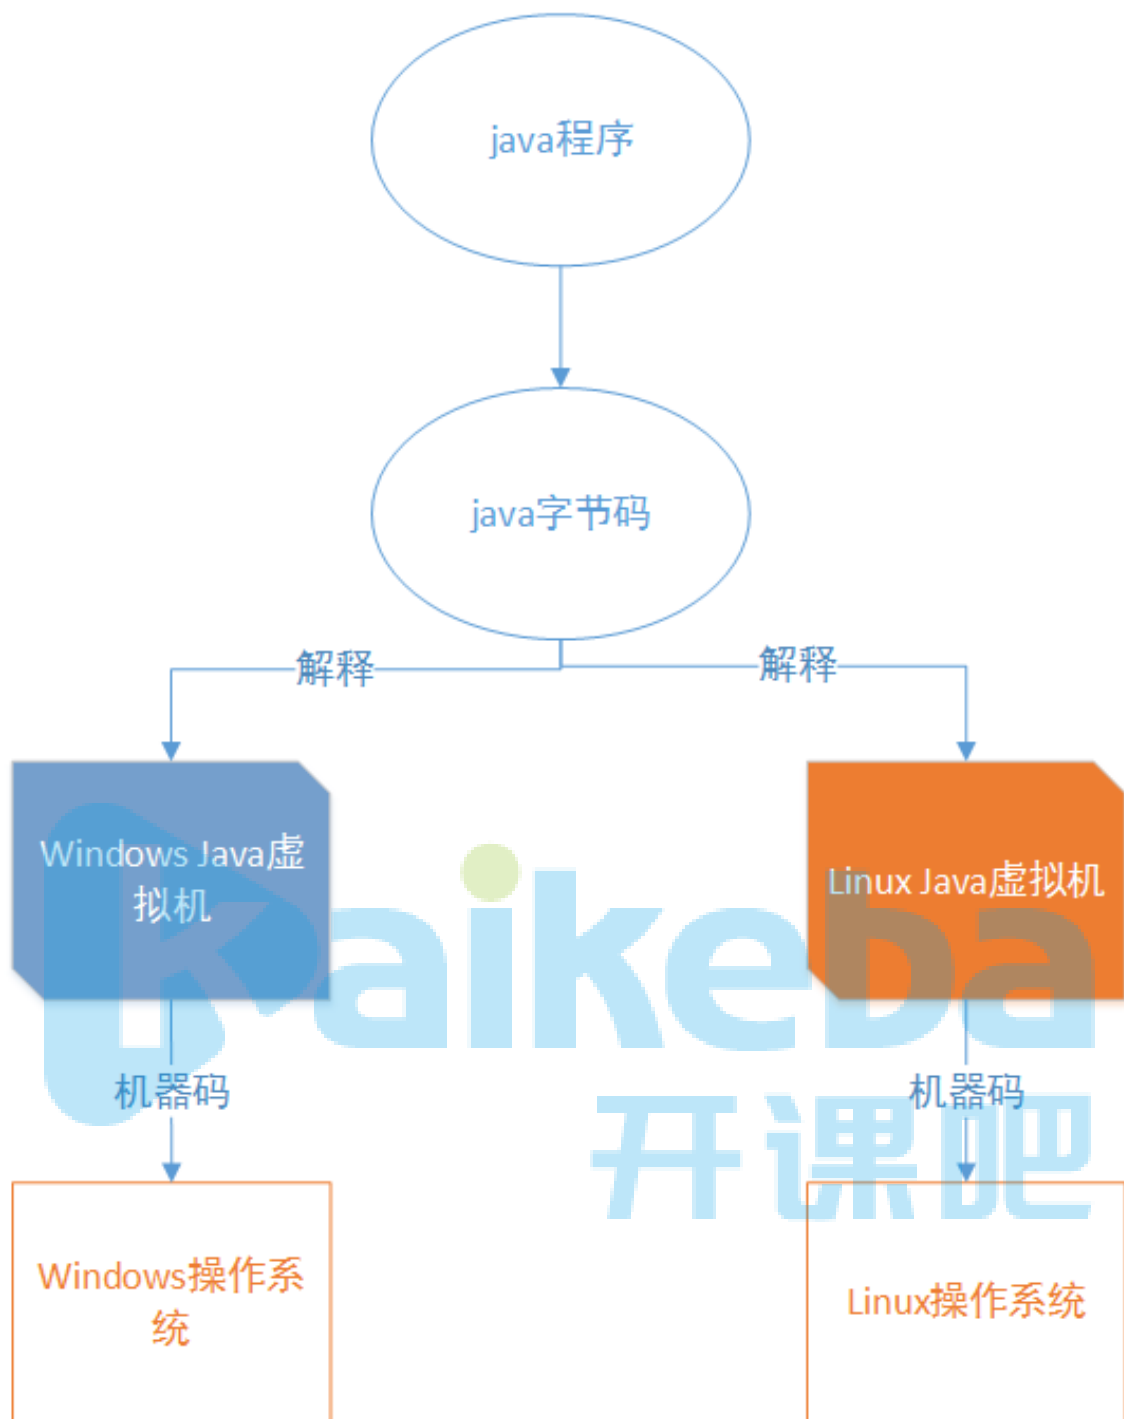 java程序
java字节码
解释
解释
Windows Java虚
拟机
Linux Java虚拟机
kaikeba
开课吧
机器码
机器码
Windows操作系
统
Linux操作系统